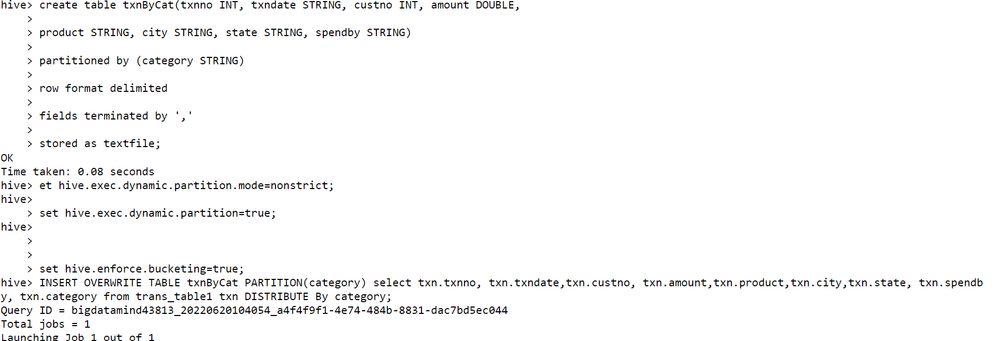 hive> create table txnByCat(txnno INT, txndate STRING, custno INT, amount DOUBLE,
    >
    > product STRING, city STRING, state STRING, spendby STRING)
    >
    > partitioned by (category STRING)
    >
    > row format delimited
    >
    > fields terminated by ','
    >
    > stored as textfile;
OK
Time taken: 0.08 seconds
hive> et hive.exec.dynamic.partition.mode=nonstrict;
hive>
    > set hive.exec.dynamic.partition=true;
hive>
    >
    >
    > set hive.enforce.bucketing=true;
hive> INSERT OVERWRITE TABLE txnByCat PARTITION(category) select txn.txnno, txn.txndate,txn.custno, txn.amount,txn.product,txn.city,txn.state, txn.spendb
y, txn.category from trans_table1 txn DISTRIBUTE By category;
Query ID = bigdatamind43813_20220620104054_a4f4f9f1-4e74-484b-8831-dac7bd5ec044
Total jobs = 1
Launching Job 1 out of 1